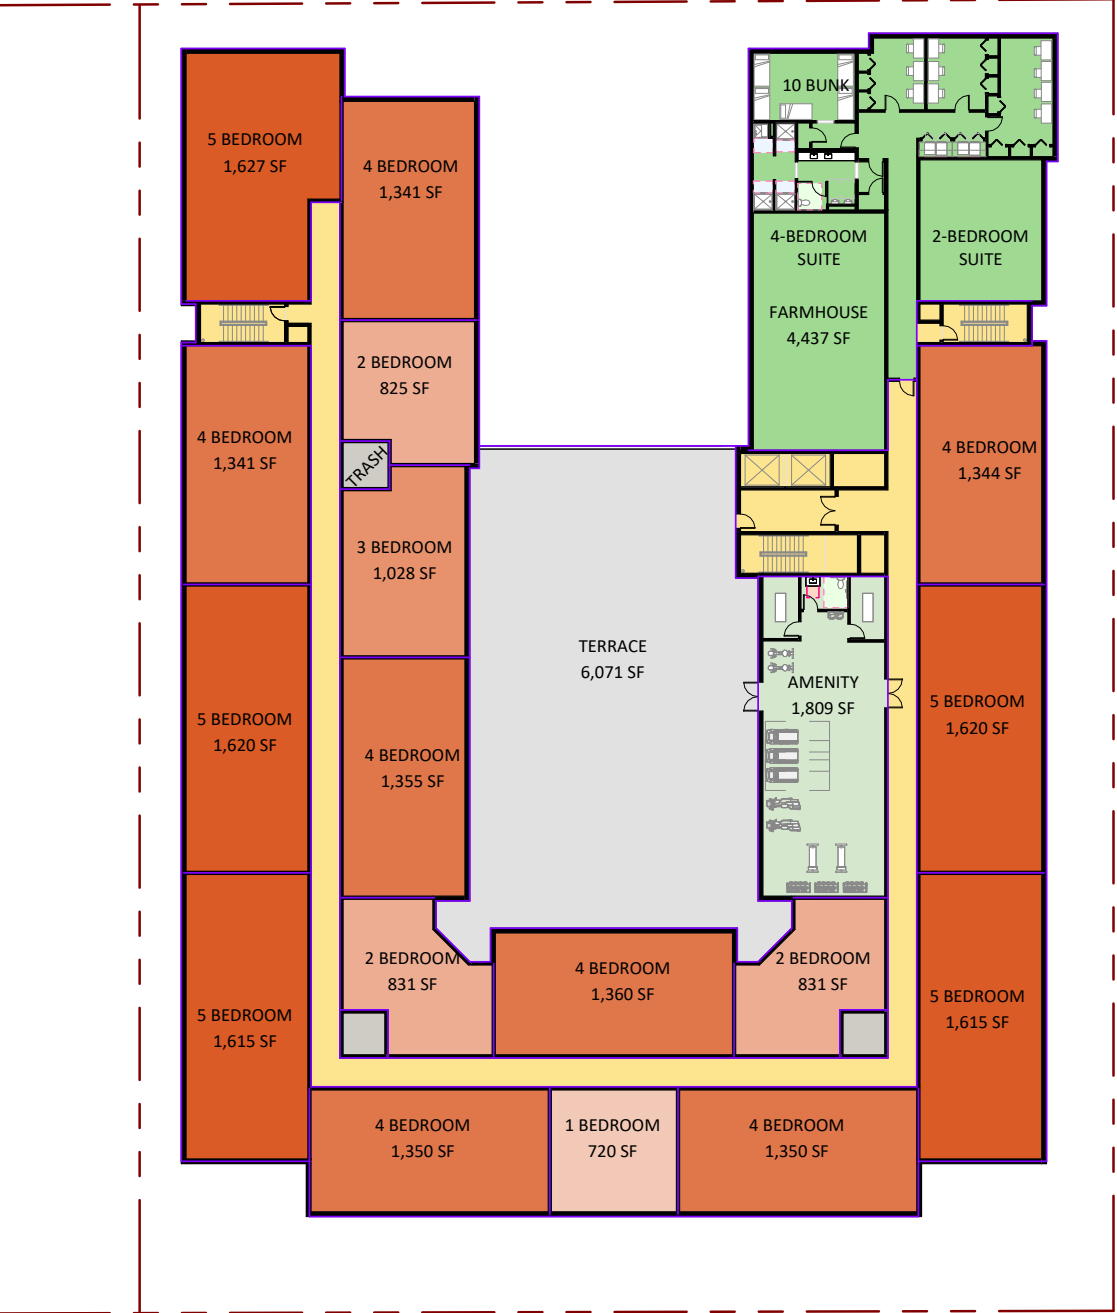 10 BUNK
5 BEDROOM
1,627 SF
4 BEDROOM
1,341 SF
4-BEDROOM
SUITE
2-BEDROOM
SUITE
FARMHOUSE
4,437 SF
2 BEDROOM
825 SF
4 BEDROOM
1,341 SF
TRASH
4 BEDROOM
1,344 SF
3 BEDROOM
1,028 SF
TERRACE
6,071 SF
AMENITY
1,809 SF
5 BEDROOM
1,620 SF
5 BEDROOM
1,620 SF
4 BEDROOM
1,355 SF
2 BEDROOM
831 SF
4 BEDROOM
1,360 SF
2 BEDROOM
831 SF
5 BEDROOM
1,615 SF
5 BEDROOM
1,615 SF
4 BEDROOM
1,350 SF
1 BEDROOM
720 SF
4 BEDROOM
1,350 SF